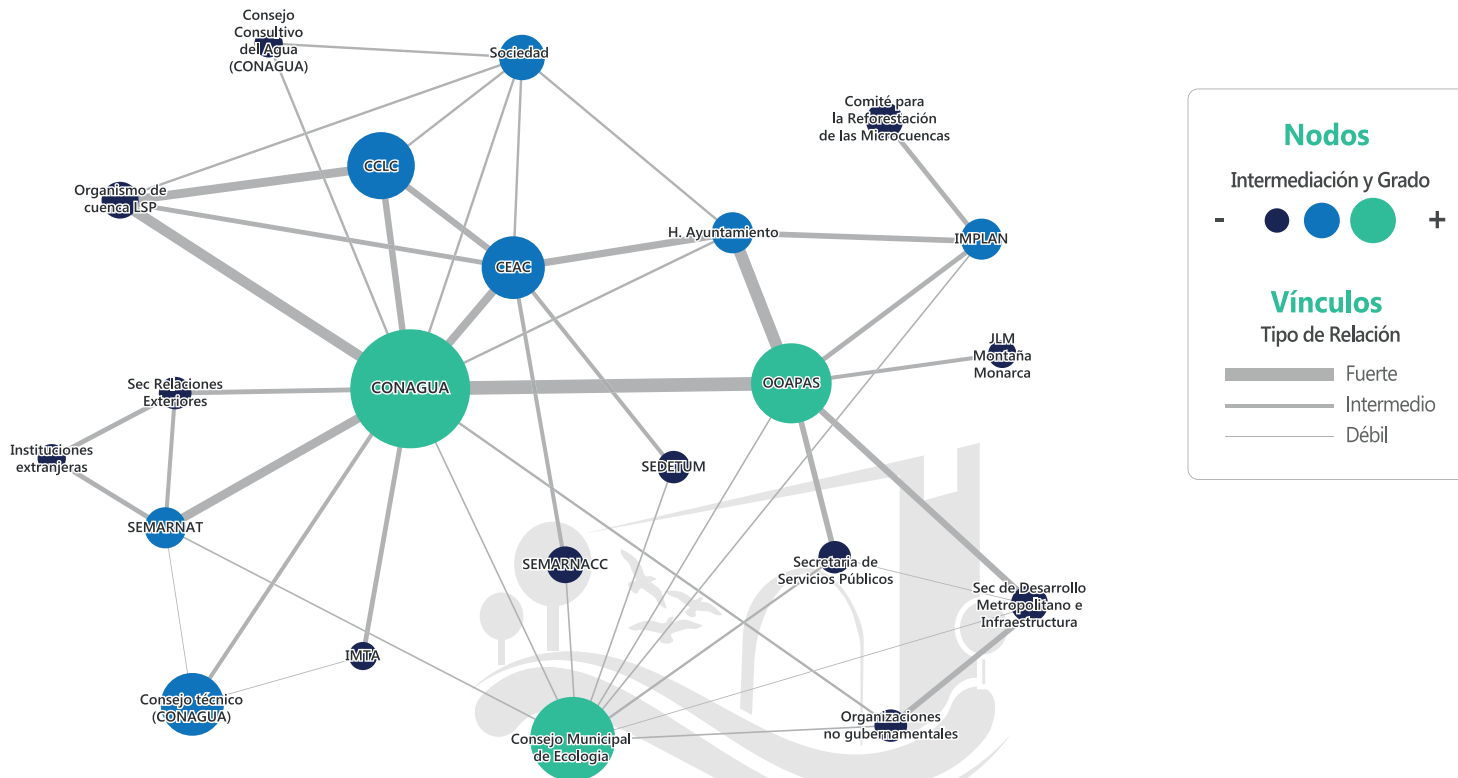 Consejo
Consultivo
del Agua
(CONAGUA)
Sociedad
Comité para
la Reforestación
de las Microcuencas
CCLC
Organismo de
cuenca LSP
H. Ayuntamiento
IMPLAN
CEAC
JLM
Montaña
Monarca
CONAGUA
OOAPAS
Sec Relaciones
Exteriores
Instituciones
extranjeras
SEDETUM
SEMARNAT
SEMARNACC
Secretaria de
Servicios Públicos
Sec de Desarrollo
Metropolitano e
Infraestructura
IMTA
Consejo técnico
(CONAGUA)
Consejo Municipal
de Ecologia
Organizaciones
no gubernamentales
Nodos
Intermediación y Grado
- +
Vínculos
Tipo de Relación
Fuerte
Intermedio
Débil